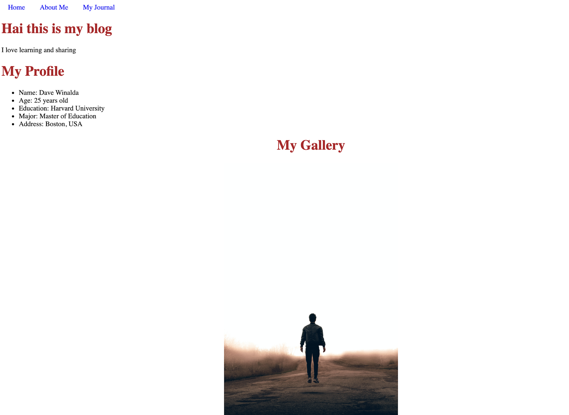 Home About Me My Journal
Hai this is my blog
I love learning and sharing
My Profile
Name: Dave Winalda
Age: 25 years old
Education: Harvard University
Major: Master of Education
Address: Boston, USA
My Gallery